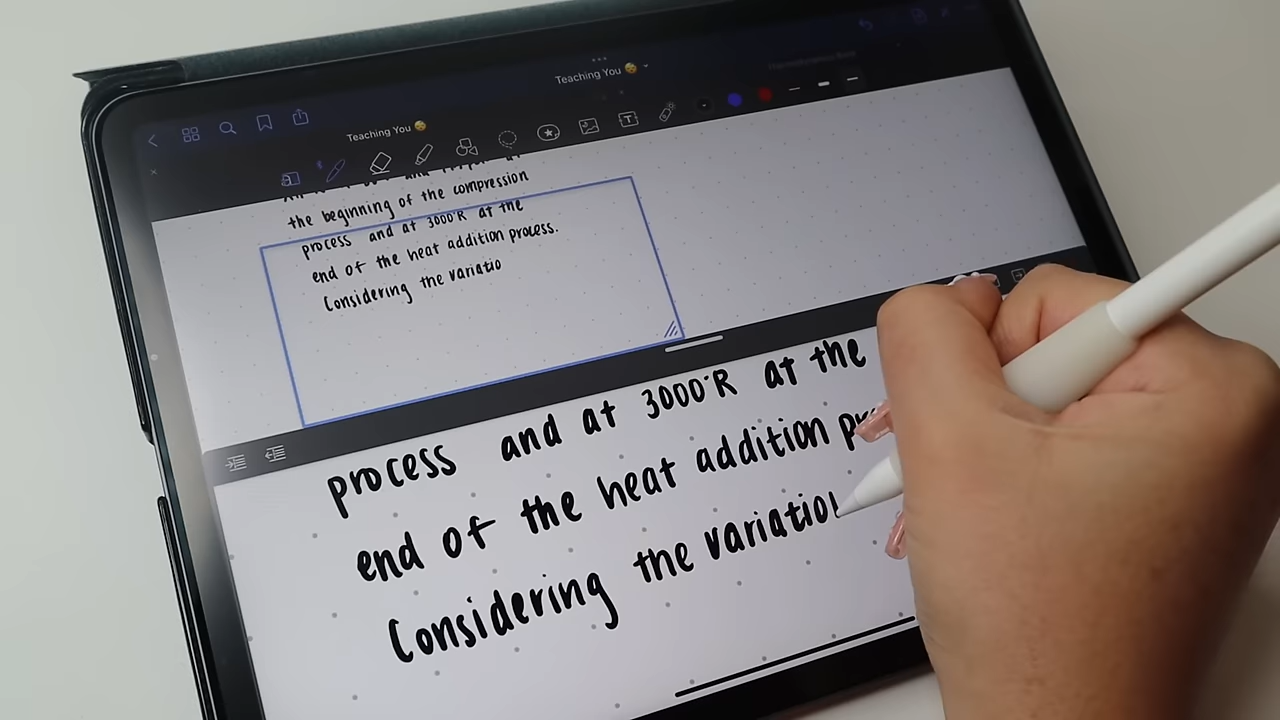 Teaching You
Teaching You
the beginning of the compression
process and at 3000°R at the
end of the heat addition process.
Considering the variatio
process and at 3000°R at the
end of the heat addition
Considering the variation